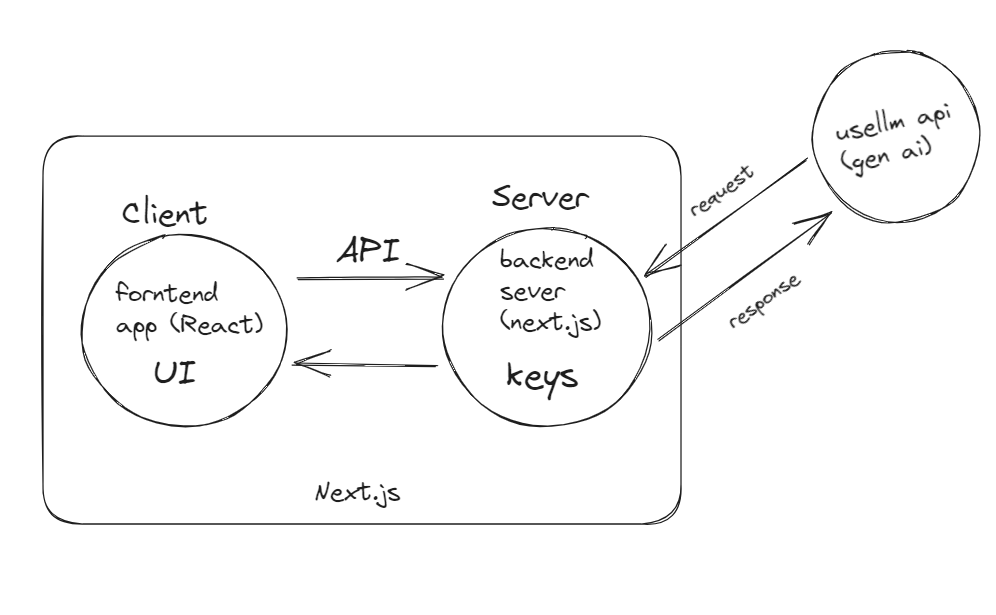 Client
forntend
app (React)
UI
API
Server
backend
sever
(next.js)
keys
Next.js
request
response
usellm api
(gen ai)